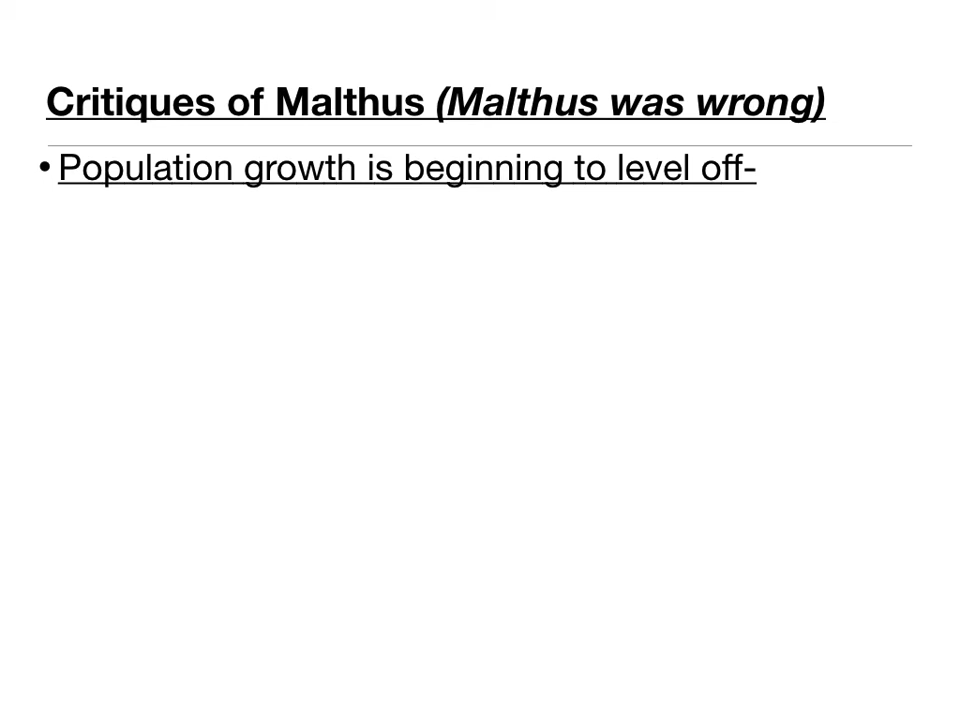 Critiques of Malthus (Malthus was wrong)
• Population growth is beginning to level off-